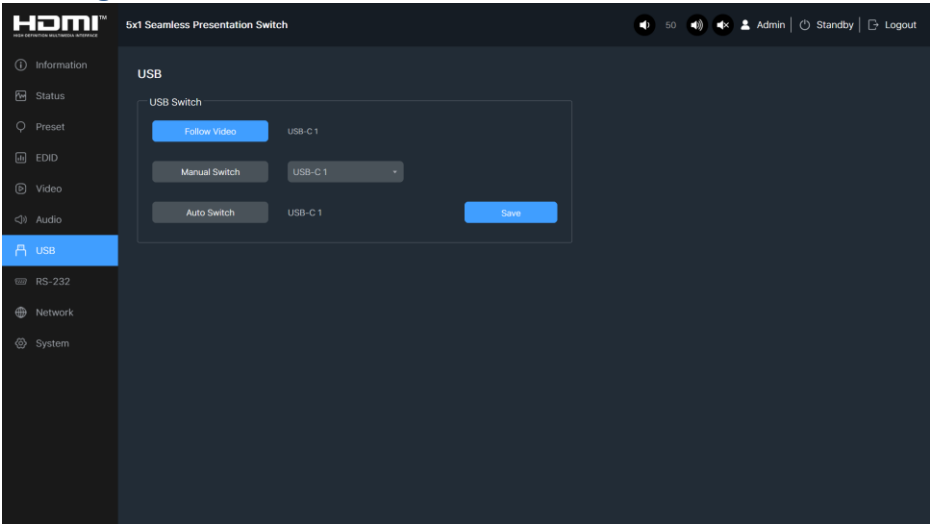 HDMI™
HIGH DEFINITION MULTIMEDIA INTERFACE
5x1 Seamless Presentation Switch
50
Admin
Standby
Logout
Information
Status
Preset
EDID
Video
Audio
USB
RS-232
Network
System
USB
USB Switch
Follow Video
USB-C 1
Manual Switch
USB-C 1
Auto Switch
USB-C 1
Save